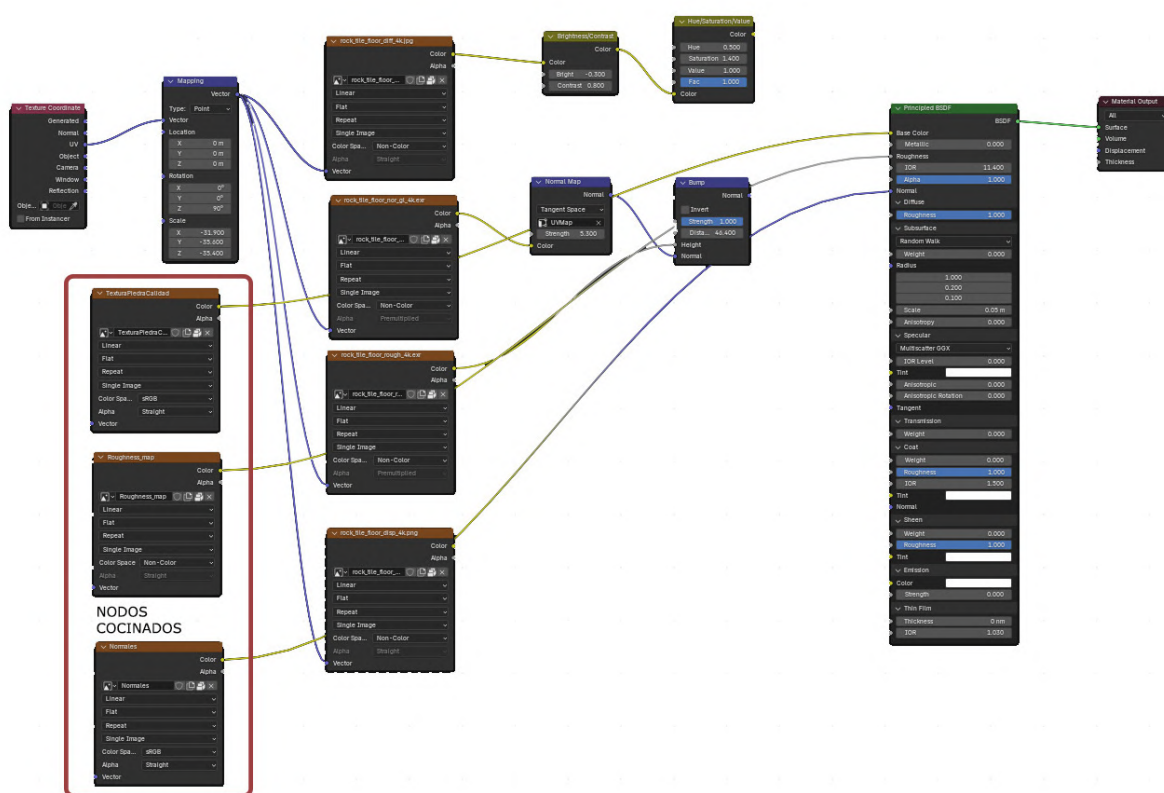 Texture Coordinate
Generated
Normal
UV
Object
Camera
Window
Reflection
Obje...
Obje
From Instancer
Mapping
Vector
Type: Point
Vector
Location
X 0 m
Y 0 m
Z 0 m
Rotation
X 0°
Y 0°
Z 90°
Scale
X -31.900
Y -35.600
Z -35.400
TexturaPiedraCalidad
Color
Alpha
TexturaPiedraC...
Linear
Flat
Repeat
Single Image
Color Spa... sRGB
Alpha Straight
Vector
Roughness_map
Color
Alpha
Roughness_map
Linear
Flat
Repeat
Single Image
Color Space Non-Color
Alpha Straight
Vector
NODOS
COCINADOS
Normales
Color
Alpha
Normales
Linear
Flat
Repeat
Single Image
Color Spa... sRGB
Alpha Straight
Vector
rock_tile_floor_diff_4k.jpg
Color
Alpha
rock_tile_floor_...
Linear
Flat
Repeat
Single Image
Color Spa... Non-Color
Alpha Straight
Vector
rock_tile_floor_nor_gl_4k.exr
Color
Alpha
rock_tile_floor_...
Linear
Flat
Repeat
Single Image
Color Spa... Non-Color
Alpha Premultiplied
Vector
rock_tile_floor_rough_4k.exr
Color
Alpha
rock_tile_floor_r...
Linear
Flat
Repeat
Single Image
Color Spa... Non-Color
Alpha Premultiplied
Vector
rock_tile_floor_disp_4k.png
Color
Alpha
rock_tile_floor_...
Linear
Flat
Repeat
Single Image
Color Spa... Non-Color
Alpha Straight
Vector
Brightness/Contrast
Color
Color
Bright -0.300
Contrast 0.800
Hue/Saturation/Value
Color
Hue 0.500
Saturation 1.400
Value 1.000
Fac 1.000
Color
Normal Map
Normal
Tangent Space
UVMap
Strength 5.300
Color
Bump
Normal
Invert
Strength 1.000
Dista... 46.400
Height
Normal
Principled BSDF
BSDF
Base Color
Metallic 0.000
Roughness
IOR 11.400
Alpha 1.000
Normal
Diffuse
Roughness 1.000
Subsurface
Random Walk
Weight 0.000
Radius
1.000
0.200
0.100
Scale 0.05 m
Anisotropy 0.000
Specular
Multiscatter GGX
IOR Level 0.000
Tint
Anisotropic 0.000
Anisotropic Rotation 0.000
Tangent
Transmission
Weight 0.000
Coat
Weight 0.000
Roughness 1.000
IOR 1.500
Tint
Normal
Sheen
Weight 0.000
Roughness 1.000
Tint
Emission
Color
Strength 0.000
Thin Film
Thickness 0 nm
IOR 1.030
Material Output
All
Surface
Volume
Displacement
Thickness